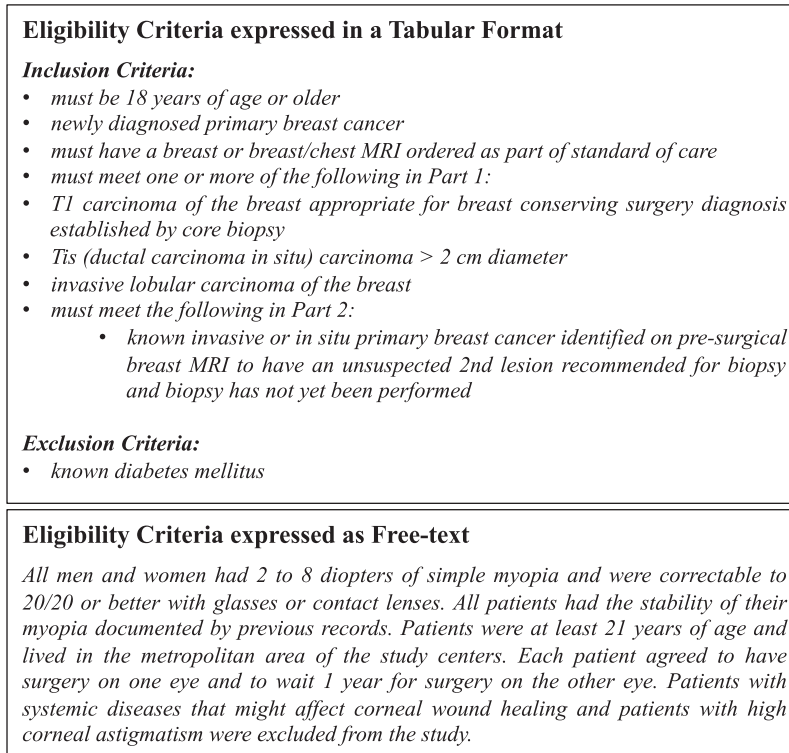 Eligibility Criteria expressed in a Tabular Format
Inclusion Criteria:
• must be 18 years of age or older
• newly diagnosed primary breast cancer
• must have a breast or breast/chest MRI ordered as part of standard of care
• must meet one or more of the following in Part 1:
• T1 carcinoma of the breast appropriate for breast conserving surgery diagnosis
established by core biopsy
• Tis (ductal carcinoma in situ) carcinoma > 2 cm diameter
• invasive lobular carcinoma of the breast
• must meet the following in Part 2:
• known invasive or in situ primary breast cancer identified on pre-surgical
breast MRI to have an unsuspected 2nd lesion recommended for biopsy
and biopsy has not yet been performed
Exclusion Criteria:
• known diabetes mellitus
Eligibility Criteria expressed as Free-text
All men and women had 2 to 8 diopters of simple myopia and were correctable to
20/20 or better with glasses or contact lenses. All patients had the stability of their
myopia documented by previous records. Patients were at least 21 years of age and
lived in the metropolitan area of the study centers. Each patient agreed to have
surgery on one eye and to wait 1 year for surgery on the other eye. Patients with
systemic diseases that might affect corneal wound healing and patients with high
corneal astigmatism were excluded from the study.